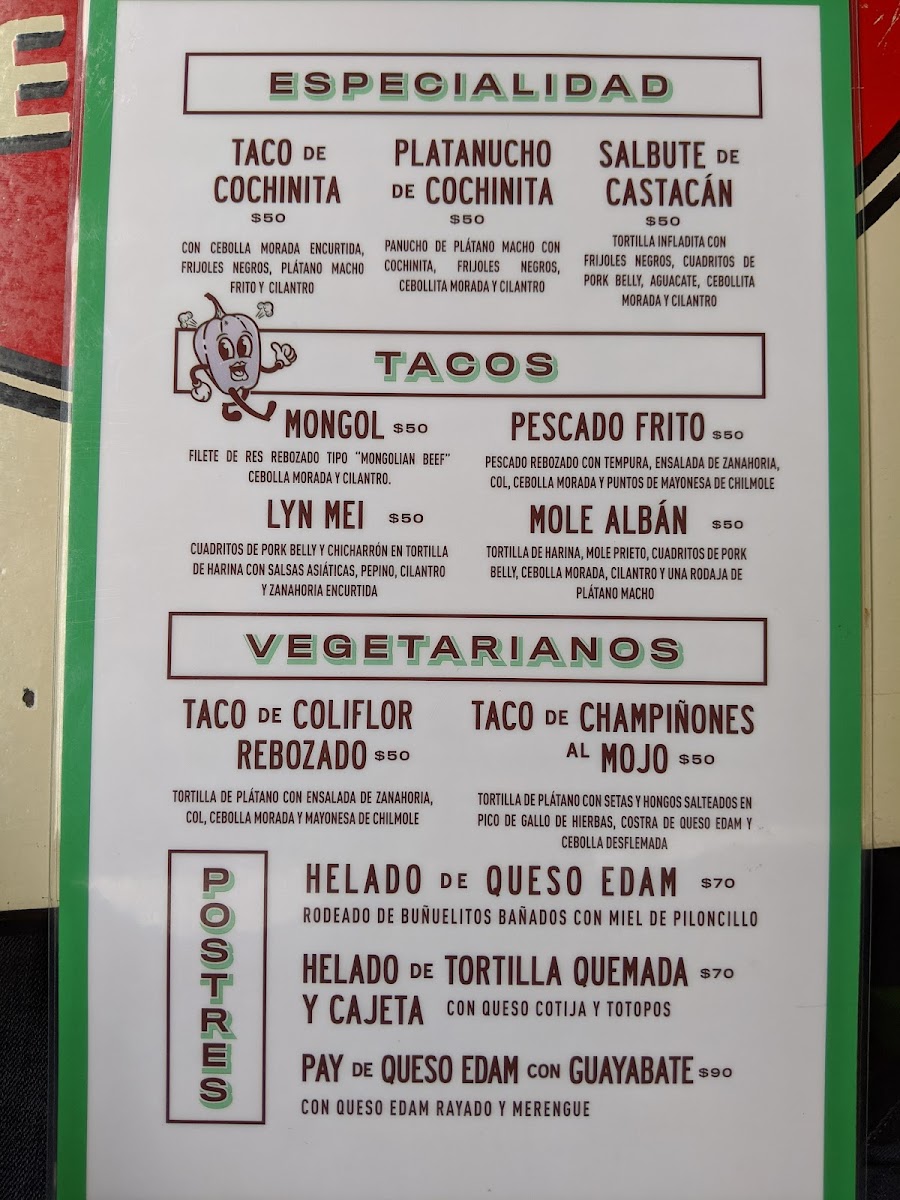 E
ESPECIALIDAD
TACO DE
COCHINITA
$50
CON CEBOLLA MORADA ENCURTIDA,
FRIJOLES NEGROS, PLÁTANO MACHO
FRITO Y CILANTRO
PLATANUCHO
DE COCHINITA
$50
PANUCHO DE PLÁTANO MACHO CON
COCHINITA, FRIJOLES NEGROS,
CEBOLLITA MORADA Y CILANTRO
SALBUTE DE
CASTACÁN
$50
TORTILLA INFLADITA CON
FRIJOLES NEGROS, CUADRITOS DE
PORK BELLY, AGUACATE, CEBOLLITA
MORADA Y CILANTRO
TACOS
MONGOL $50
FILETE DE RES REBOZADO TIPO "MONGOLIAN BEEF"
CEBOLLA MORADA Y CILANTRO.
PESCADO FRITO $50
PESCADO REBOZADO CON TEMPURA, ENSALADA DE ZANAHORIA,
COL, CEBOLLA MORADA Y PUNTOS DE MAYONESA DE CHILMOLE
LYN MEI $50
CUADRITOS DE PORK BELLY Y CHICHARRÓN EN TORTILLA
DE HARINA CON SALSAS ASIÁTICAS, PEPINO, CILANTRO
Y ZANAHORIA ENCURTIDA
MOLE ALBÁN $50
TORTILLA DE HARINA, MOLE PRIETO, CUADRITOS DE PORK
BELLY, CEBOLLA MORADA, CILANTRO Y UNA RODAJA DE
PLÁTANO MACHO
VEGETARIANOS
TACO DE COLIFLOR
REBOZADO $50
TORTILLA DE PLÁTANO CON ENSALADA DE ZANAHORIA,
COL, CEBOLLA MORADA Y MAYONESA DE CHILMOLE
TACO DE CHAMPIÑONES
AL MOJO $50
TORTILLA DE PLÁTANO CON SETAS Y HONGOS SALTEADOS EN
PICO DE GALLO DE HIERBAS, COSTRA DE QUESO EDAM Y
CEBOLLA DESFLEMADA
POSTRES
HELADO DE QUESO EDAM $70
RODEADO DE BUÑUELITOS BAÑADOS CON MIEL DE PILONCILLO
HELADO DE TORTILLA QUEMADA $70
Y CAJETA CON QUESO COTIJA Y TOTOPOS
PAY DE QUESO EDAM CON GUAYABATE $90
CON QUESO EDAM RAYADO Y MERENGUE